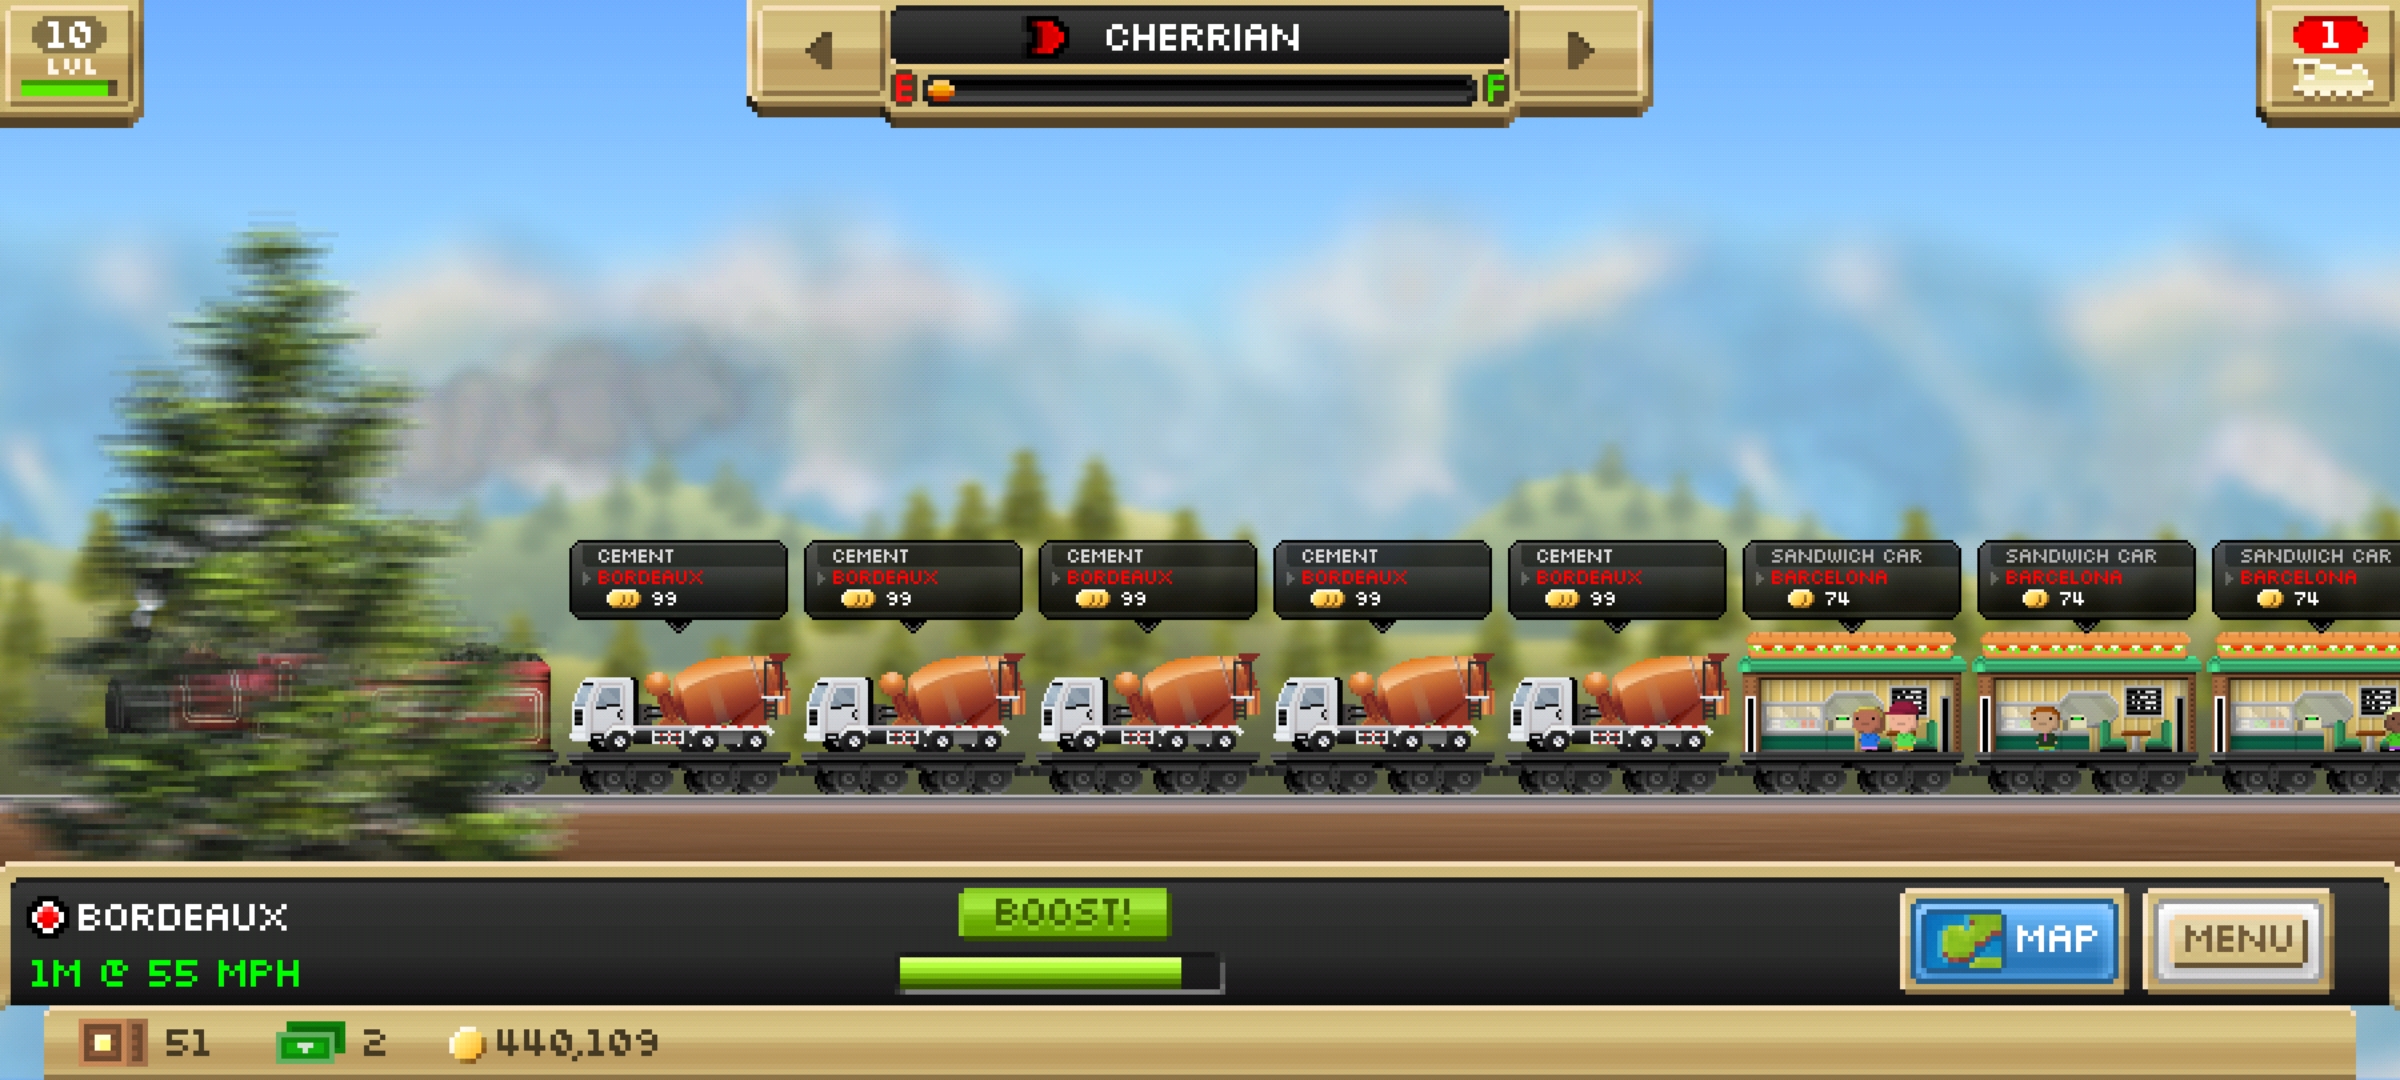 10
LVL
CHERRIAN
E F
1
CEMENT
BORDEAUX
99
CEMENT
BORDEAUX
99
CEMENT
BORDEAUX
99
CEMENT
BORDEAUX
99
CEMENT
BORDEAUX
99
SANDWICH CAR
BARCELONA
74
SANDWICH CAR
BARCELONA
74
SANDWICH CAR
BARCELONA
74
BORDEAUX
1M @ 55 MPH
BOOST!
MAP
MENU
51
2
440,109